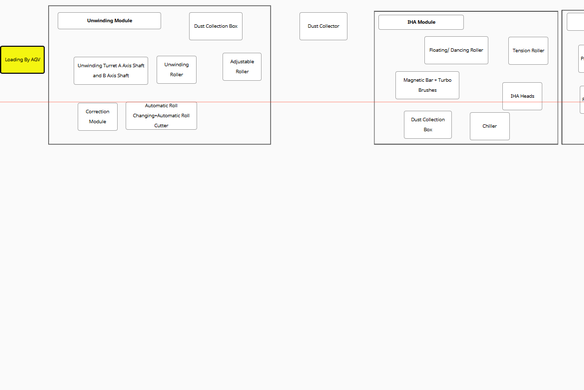 Unwinding Module
Dust Collection Box
Dust Collector
IHA Module
Loading By AGV
Unwinding Turret A Axis Shaft
and B Axis Shaft
Unwinding
Roller
Adjustable
Roller
Floating/ Dancing Roller
Tension Roller
Magnetic Bar + Turbo
Brushes
IHA Heads
Correction
Module
Automatic Roll
Changing+Automatic Roll
Cutter
Dust Collection
Box
Chiller